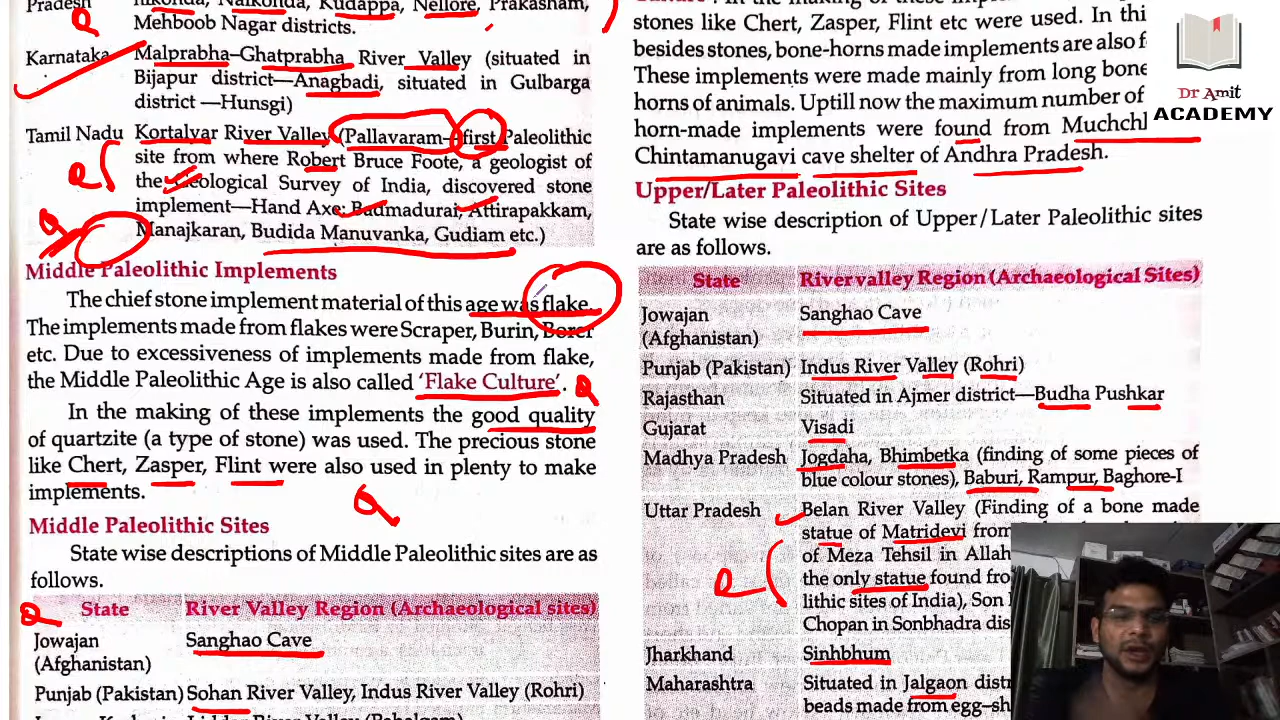 Pradesh
Nalkonda, Kudappa, Nellore, Prakasham,
Mehboob Nagar districts.
Karnataka Malprabha–Ghatprabha River Valley (situated in
Bijapur district—Anagbadi, situated in Gulbarga
district —Hunsgi)
Tamil Nadu Kortalyar River Valley (Pallavaram—first Paleolithic
site from where Robert Bruce Foote, a geologist of
the Geological Survey of India, discovered stone
implement—Hand Axe; Badmadurai, Attirapakkam,
Manajkaran, Budida Manuvanka, Gudiam etc.)
Middle Paleolithic Implements
The chief stone implement material of this age was flake.
The implements made from flakes were Scraper, Burin, Borer
etc. Due to excessiveness of implements made from flake,
the Middle Paleolithic Age is also called 'Flake Culture'.
In the making of these implements the good quality
of quartzite (a type of stone) was used. The precious stone
like Chert, Zasper, Flint were also used in plenty to make
implements.
Middle Paleolithic Sites
State wise descriptions of Middle Paleolithic sites are as
follows.
State River Valley Region (Archaeological sites)
Jowajan Sanghao Cave
(Afghanistan)
Punjab (Pakistan) Sohan River Valley, Indus River Valley (Rohri)
stones like Chert, Zasper, Flint etc were used. In thi
besides stones, bone-horns made implements are also f
These implements were made mainly from long bone
horns of animals. Uptill now the maximum number of
horn-made implements were found from Muchchl
Chintamanugavi cave shelter of Andhra Pradesh.
Upper/Later Paleolithic Sites
State wise description of Upper/Later Paleolithic sites
are as follows.
State Rivervalley Region (Archaeological Sites)
Jowajan Sanghao Cave
(Afghanistan)
Punjab (Pakistan) Indus River Valley (Rohri)
Rajasthan Situated in Ajmer district—Budha Pushkar
Gujarat Visadi
Madhya Pradesh Jogdaha, Bhimbetka (finding of some pieces of
blue colour stones), Baburi, Rampur, Baghore-I
Uttar Pradesh Belan River Valley (Finding of a bone made
statue of Matridevi from
of Meza Tehsil in Allah
the only statue found fro
lithic sites of India), Son
Chopan in Sonbhadra dis
Jharkhand Sinhbhum
Maharashtra Situated in Jalgaon distr
beads made from egg–sh
Dr Amit
ACADEMY